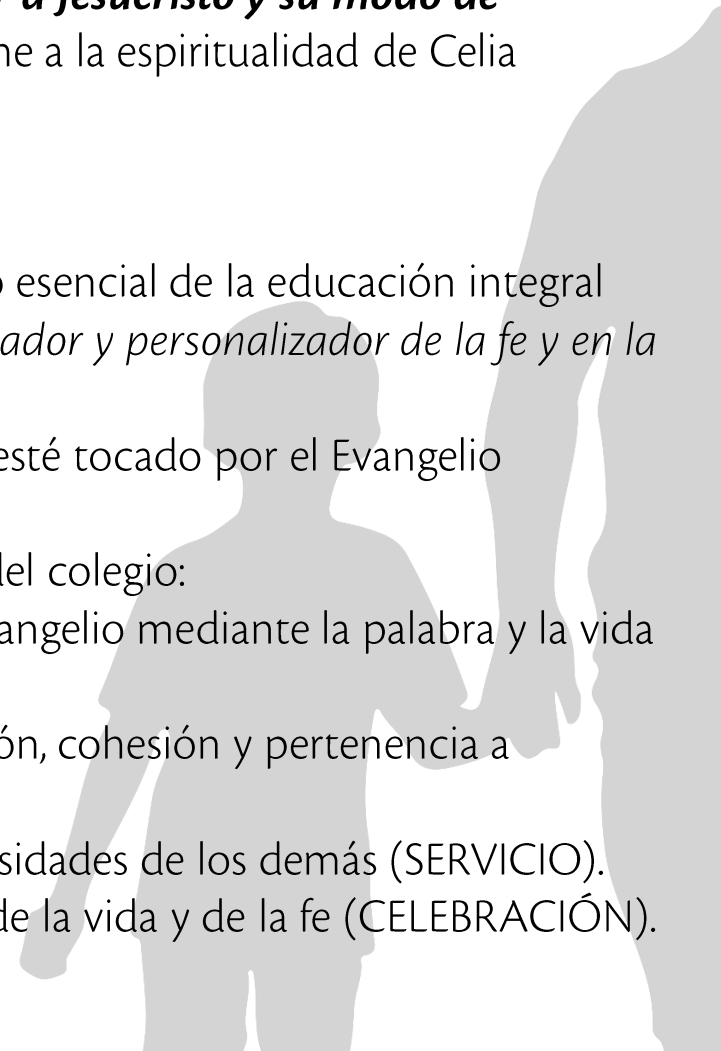 a Jesucristo y su modo de
ne a la espiritualidad de Celia
o esencial de la educación integral
ador y personalizador de la fe y en la
esté tocado por el Evangelio
del colegio:
angelio mediante la palabra y la vida
ón, cohesión y pertenencia a
sidades de los demás (SERVICIO).
de la vida y de la fe (CELEBRACIÓN).